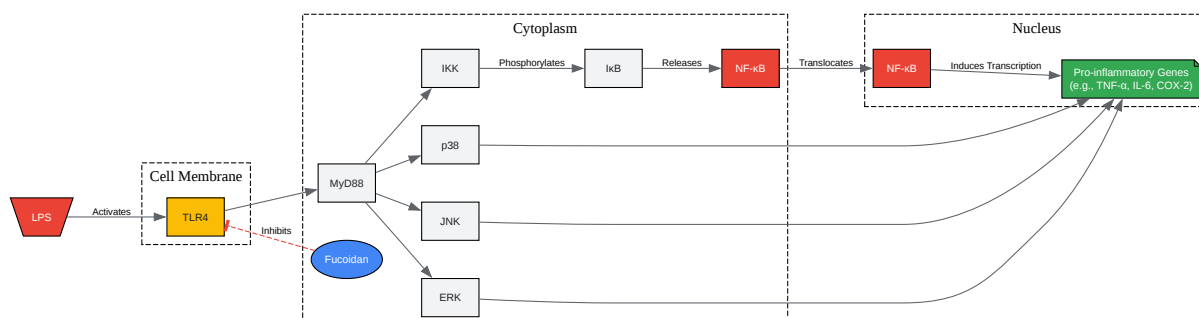 Cytoplasm
Nucleus
IKK
Phosphorylates
IκB
Releases
NF-κB
Translocates
NF-κB
Induces Transcription
Pro-inflammatory Genes
(e.g., TNF-α, IL-6, COX-2)
p38
Cell Membrane
MyD88
LPS
Activates
TLR4
JNK
Inhibits
Fucoidan
ERK